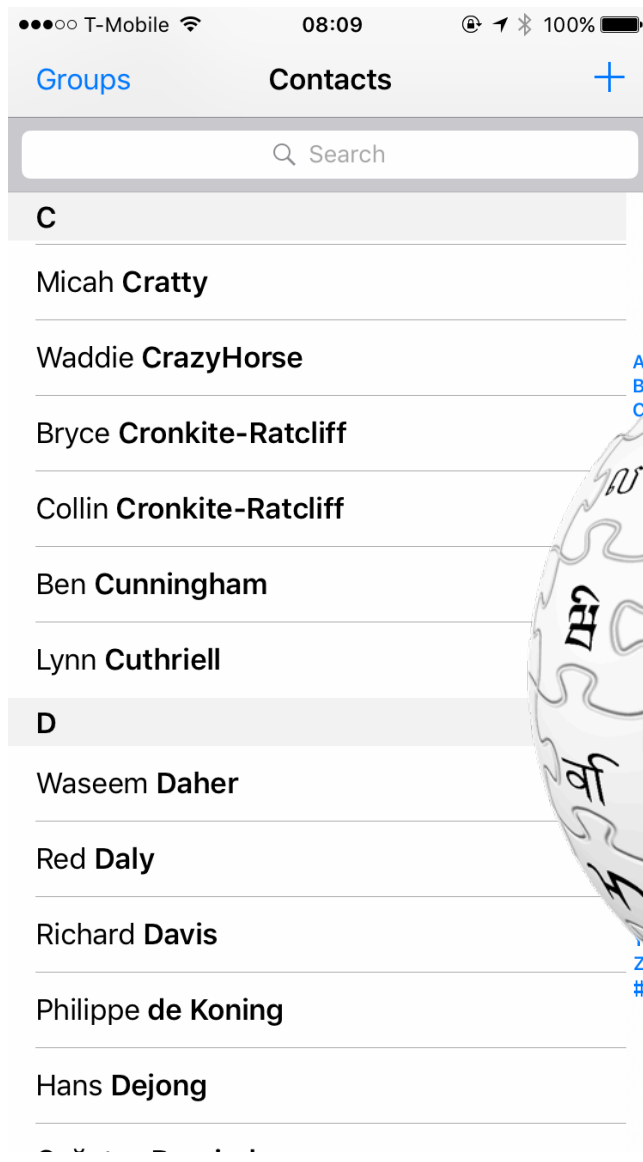 T-Mobile 08:09 100%
Groups Contacts +
Search
C
Micah Cratty
Waddie CrazyHorse
A
B
C
Bryce Cronkite-Ratcliff
Collin Cronkite-Ratcliff
Ben Cunningham
Lynn Cuthriell
D
Waseem Daher
र्वा
Red Daly
Richard Davis
Z
#
Philippe de Koning
Hans Dejong